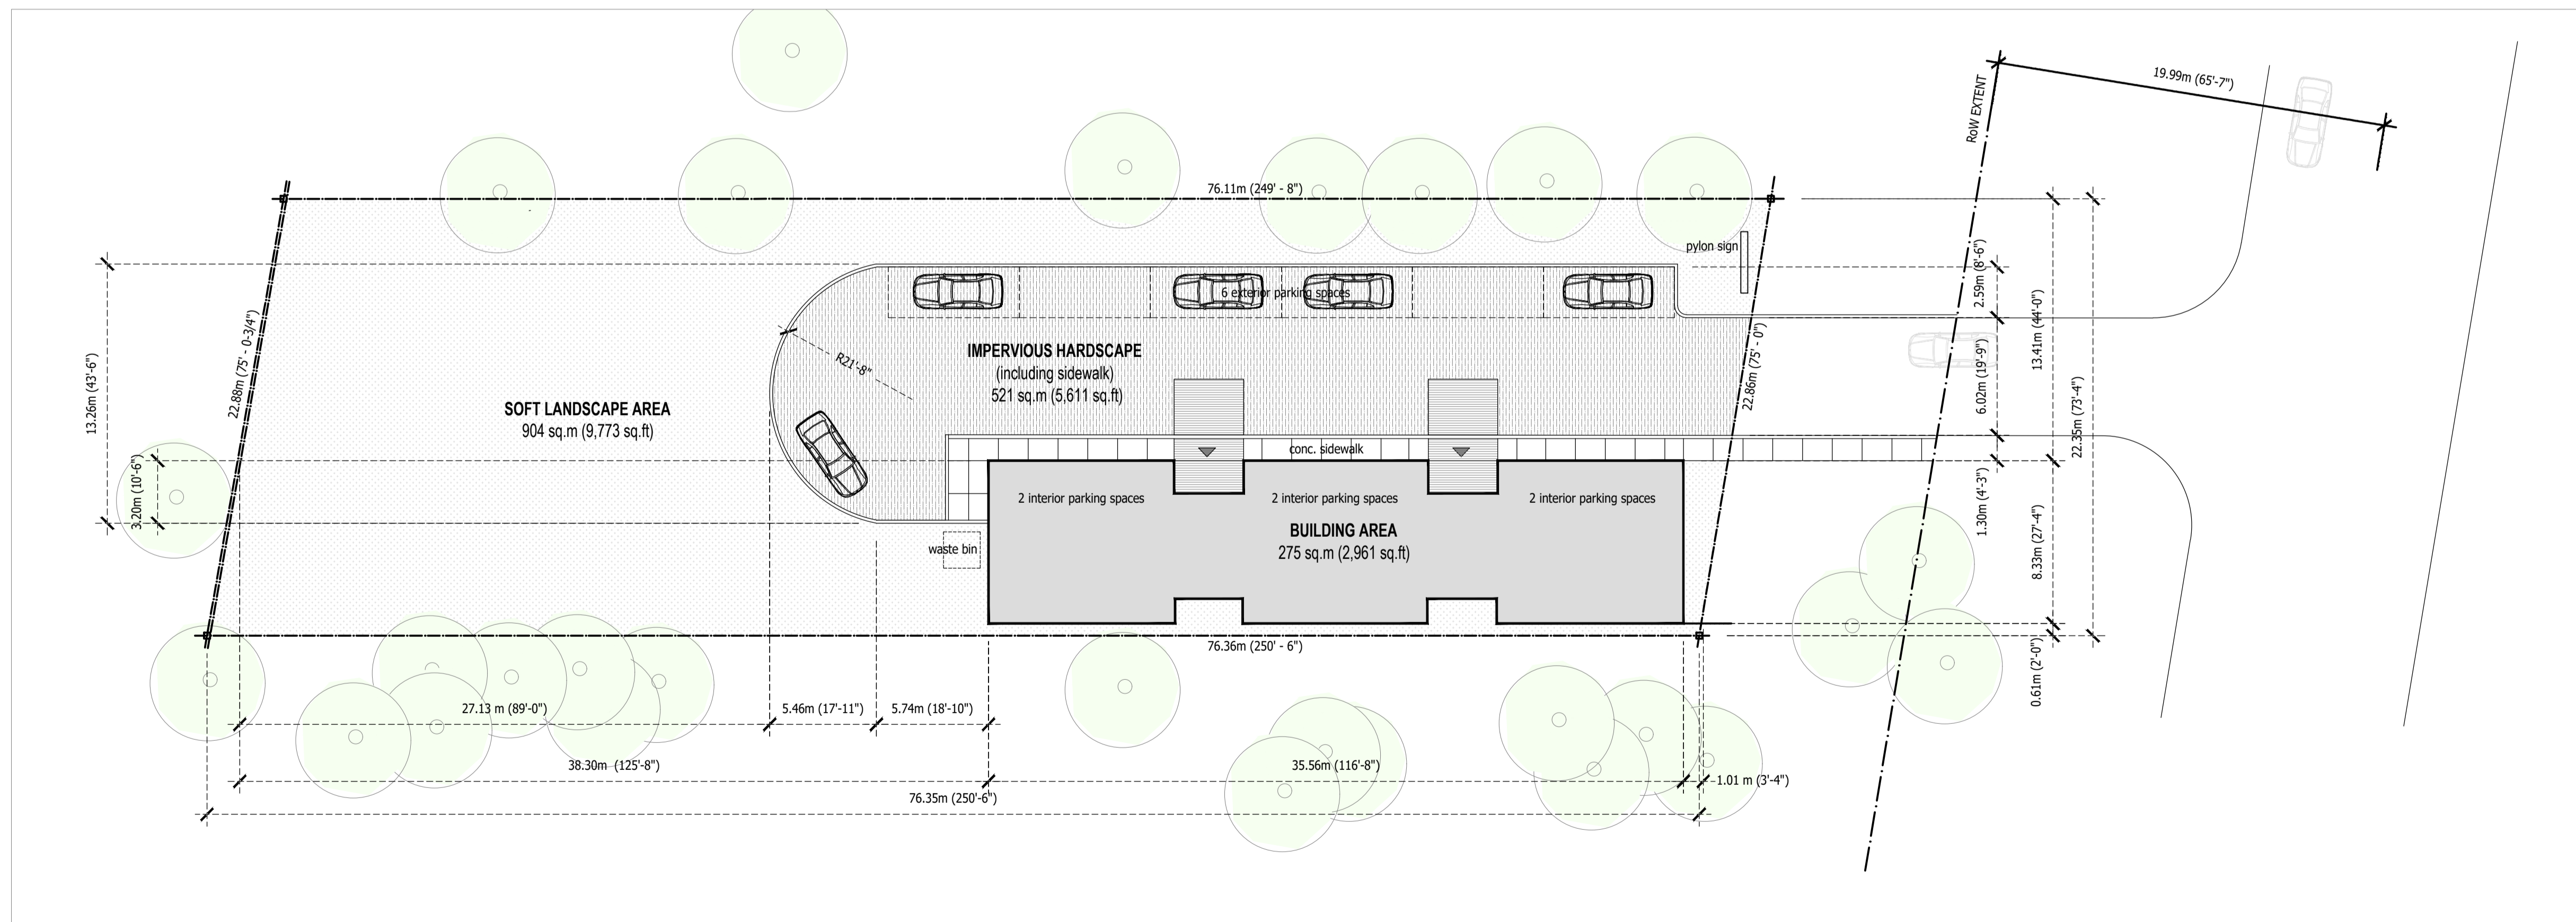 19.99m (65'-7")
RoW EXTENT
76.11m (249' - 8")
pylon sign
6 exterior parking spaces
2.59m (8'-6")
13.41m (44'-0")
22.88m (75' - 0-3/4")
22.86m (75' - 0")
13.26m (43'-6")
R21'-8"
IMPERVIOUS HARDSCAPE
(including sidewalk)
521 sq.m (5,611 sq.ft)
6.02m (19'-9")
22.35m (73'-4")
SOFT LANDSCAPE AREA
904 sq.m (9,773 sq.ft)
conc. sidewalk
3.20m (10'-6")
2 interior parking spaces
2 interior parking spaces
2 interior parking spaces
1.30m (4'-3")
BUILDING AREA
275 sq.m (2,961 sq.ft)
waste bin
8.33m (27'-4")
76.36m (250' - 6")
0.61m (2'-0")
27.13 m (89'-0")
5.46m (17'-11")
5.74m (18'-10")
38.30m (125'-8")
35.56m (116'-8")
1.01 m (3'-4")
76.35m (250'-6")